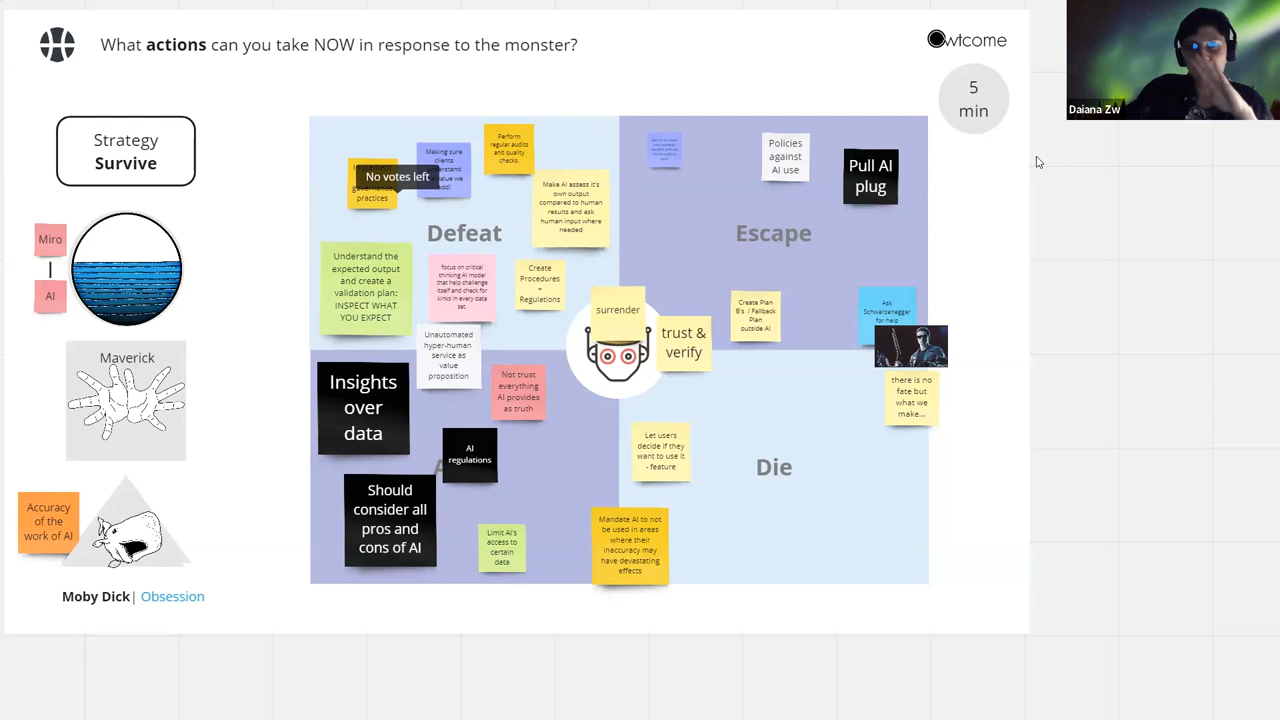 What actions can you take NOW in response to the monster?
wtcome
5
min
Daiana Zw
Strategy
Survive
Miro
AI
Maverick
Accuracy
of the
work of AI
Moby Dick| Obsession
Defeat
Escape
Die
practices
No votes left
Making sure
clients
Perform
regular audits
and quality
checks.
Make AI assess it's
own output
compared to human
results and ask
human input where
needed
Understand the
expected output
and create a
validation plan:
INSPECT WHAT
YOU EXPECT
focus on critical
thinking AI model
that help challenge
itself and check for
kinks in every data
set.
Create
Procedures
+
Regulations
Unautomated
hyper-human
service as
value
proposition
surrender
trust &
verify
Policies
against
AI use
Pull AI
plug
Create Plan
B's / Fallback
Plan
outside AI
Ask
Schwarzenegger
for help
there is no
fate but
what we
make...
Insights
over
data
Not trust
everything
AI provides
as truth
AI
regulations
Should
consider all
pros and
cons of AI
Limit AI's
access to
certain
data
Let users
decide if they
want to use it
- feature
Mandate AI to not
be used in areas
where their
inaccuracy may
have devastating
effects